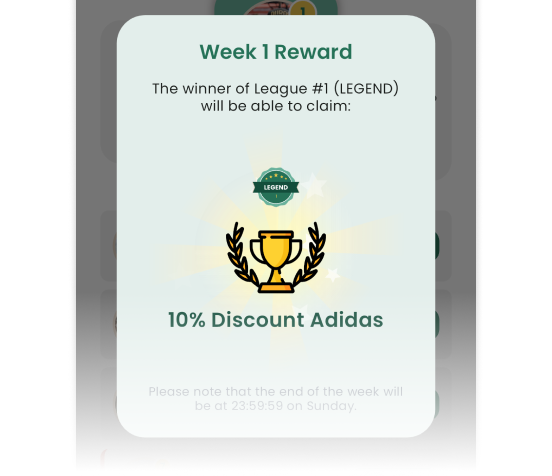 1
Week 1 Reward
The winner of League #1 (LEGEND)
will be able to claim:
LEGEND
10% Discount Adidas
Please note that the end of the week will
be at 23:59:59 on Sunday.